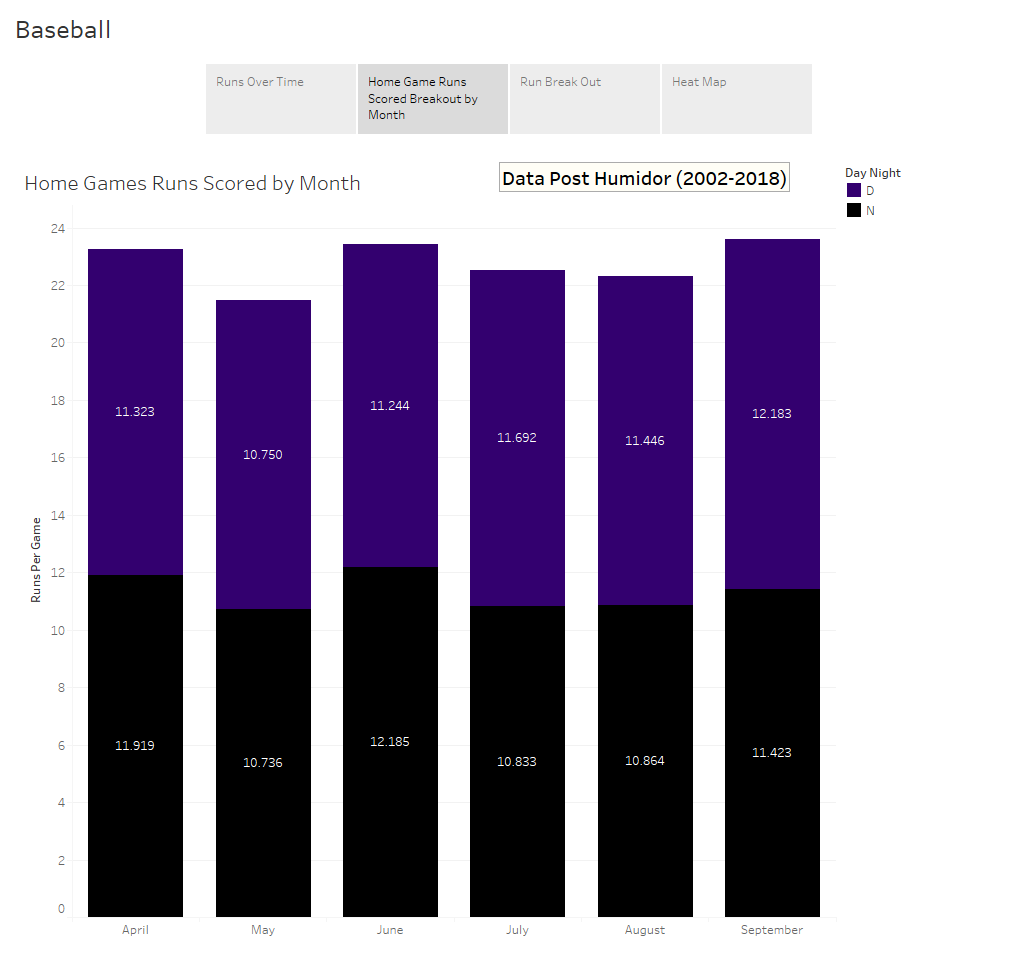 Baseball
Runs Over Time
Home Game Runs
Scored Breakout by
Month
Run Break Out
Heat Map
Home Games Runs Scored by Month
Data Post Humidor (2002-2018)
Day Night
D
N
Runs Per Game
24
22
20
18
16
14
12
10
8
6
4
2
0
11.323
10.750
11.244
11.692
11.446
12.183
11.919
10.736
12.185
10.833
10.864
11.423
April
May
June
July
August
September